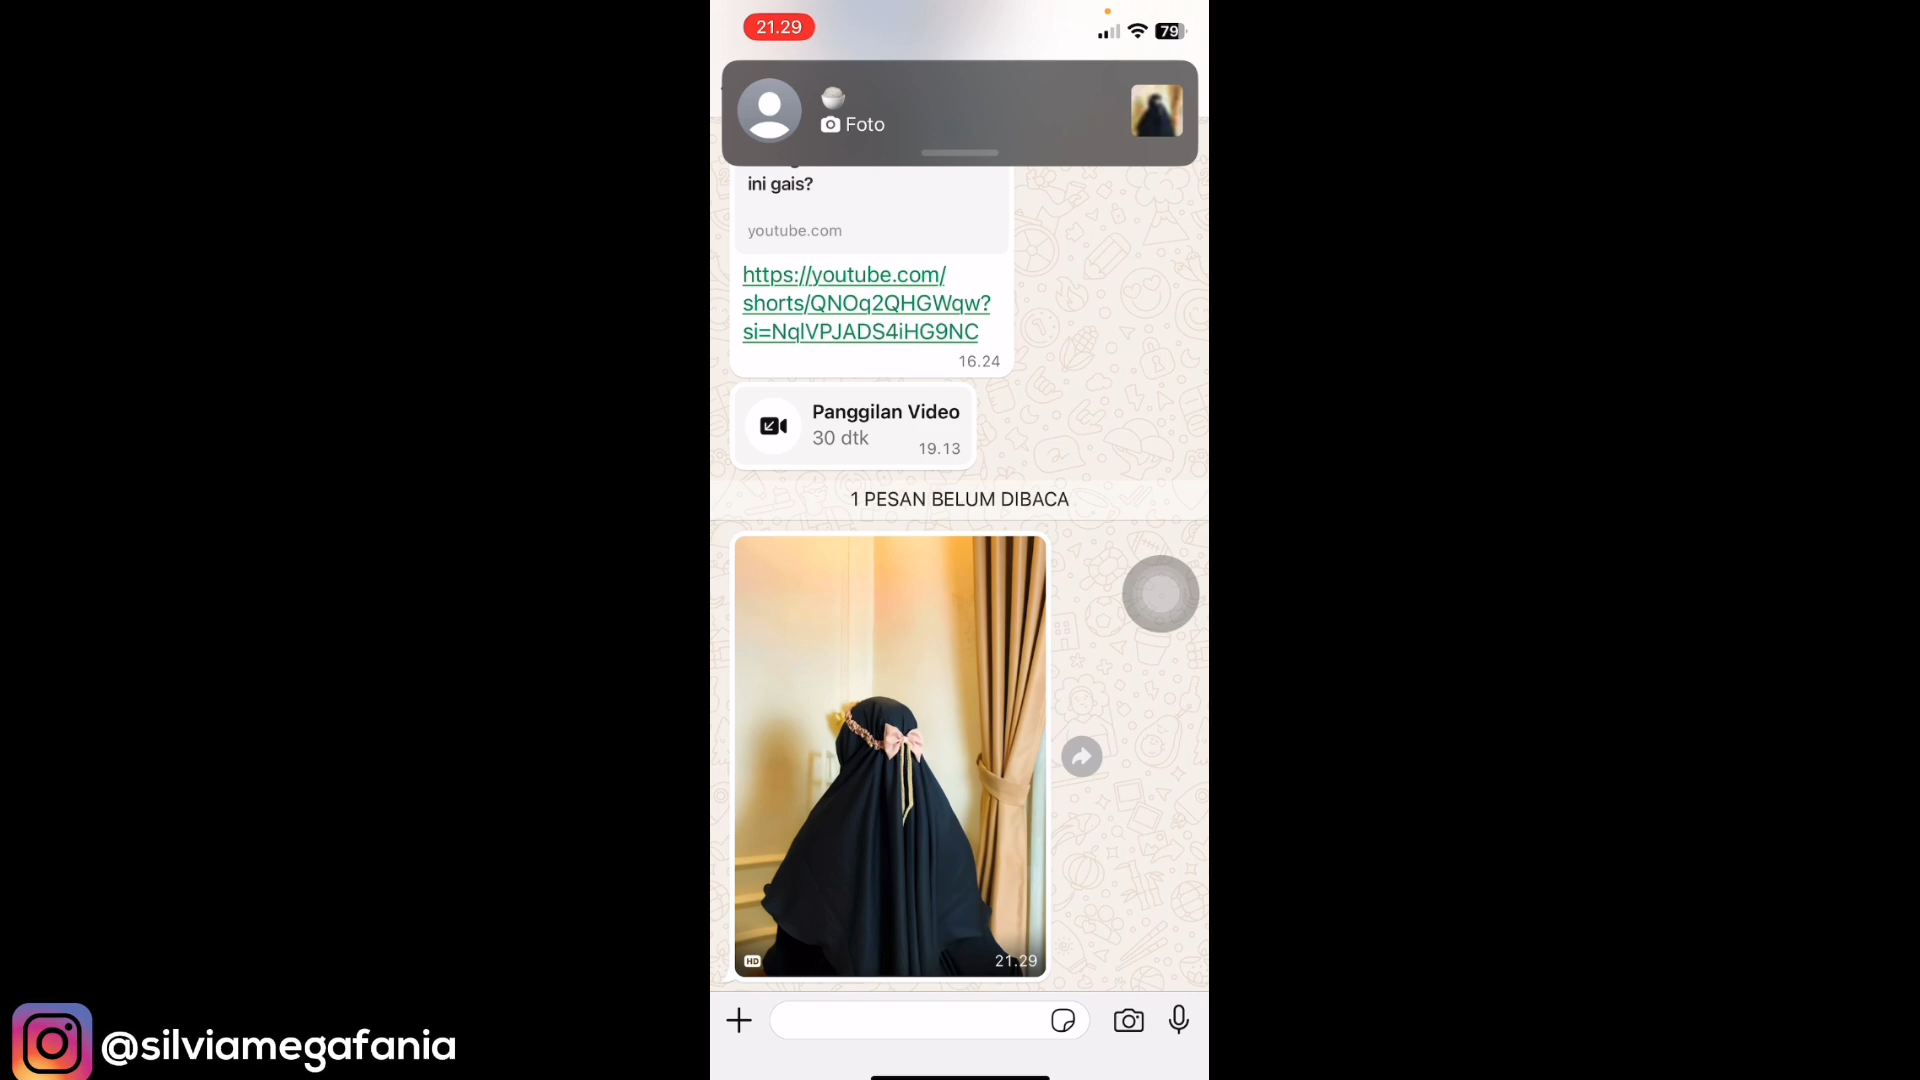 21.29
79
Foto
ini gais?
youtube.com
https://youtube.com/
shorts/QNOq2QHGWqw?
si=NqlVPJADS4iHG9NC
16.24
Panggilan Video
30 dtk
19.13
1 PESAN BELUM DIBACA
HD
21.29
@silviamegafania